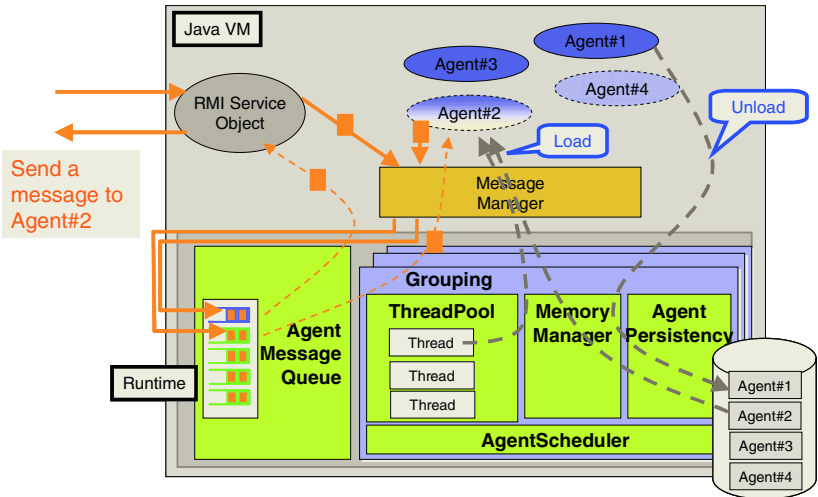 Java VM
Agent#1
Agent#3
Agent#4
RMI Service
Object
Agent#2
Unload
Load
Send a
message to
Agent#2
Message
Manager
Grouping
ThreadPool
Memory
Manager
Agent
Persistency
Agent
Message
Queue
Thread
Thread
Thread
Runtime
AgentScheduler
Agent#1
Agent#2
Agent#3
Agent#4